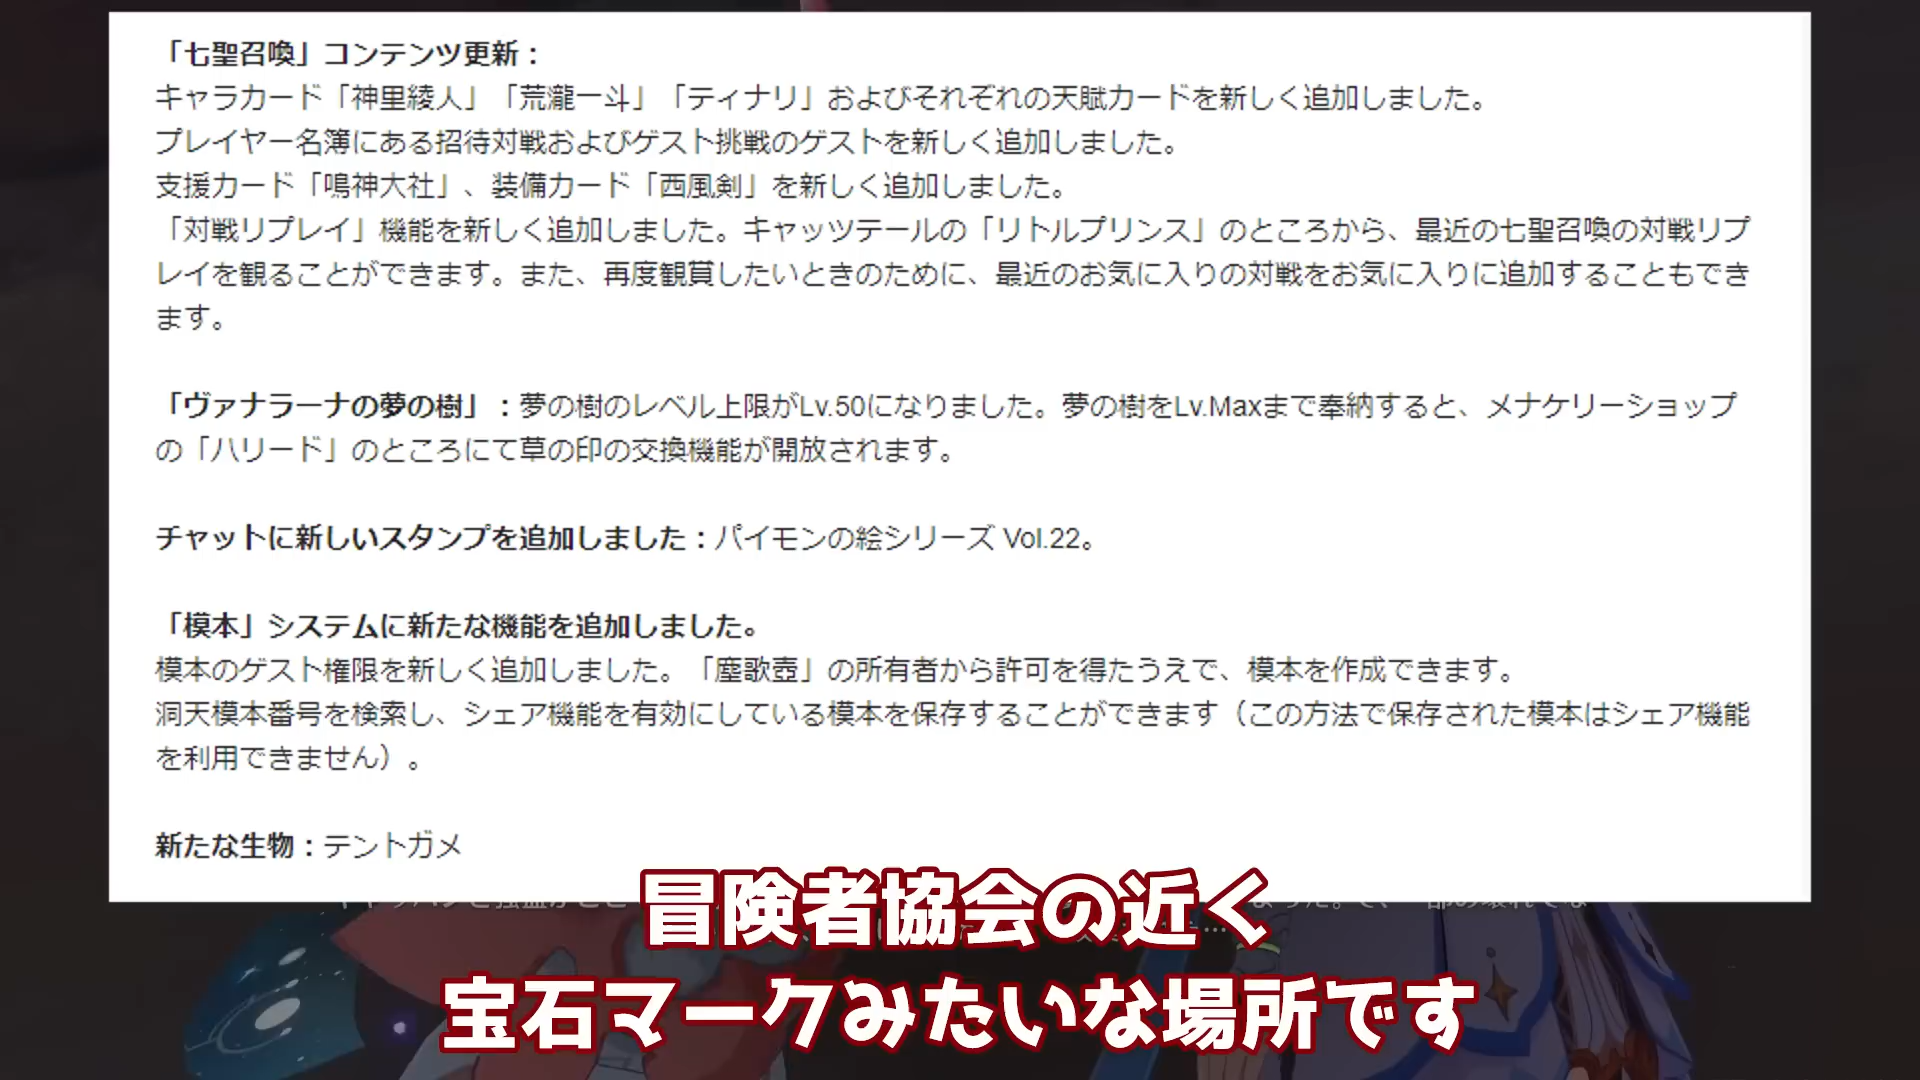 「七聖召喚」コンテンツ更新：
キャラカード「神里綾人」「荒瀧一斗」「ティナリ」およびそれぞれの天賦カードを新しく追加しました。
プレイヤー名簿にある招待対戦およびゲスト挑戦のゲストを新しく追加しました。
支援カード「鳴神大社」、装備カード「西風剣」を新しく追加しました。
「対戦リプレイ」機能を新しく追加しました。キャッツテールの「リトルプリンス」のところから、最近の七聖召喚の対戦リプ
レイを観ることができます。また、再度観賞したいときのために、最近のお気に入りの対戦をお気に入りに追加することもでき
ます。
「ヴァナラーナの夢の樹」：夢の樹のレベル上限がLv.50になりました。夢の樹をLv.Maxまで奉納すると、メナケリーショップ
の「ハリード」のところにて草の印の交換機能が開放されます。
チャットに新しいスタンプを追加しました：パイモンの絵シリーズ Vol.22。
「模本」システムに新たな機能を追加しました。
模本のゲスト権限を新しく追加しました。「塵歌壺」の所有者から許可を得たうえで、模本を作成できます。
洞天模本番号を検索し、シェア機能を有効にしている模本を保存することができます（この方法で保存された模本はシェア機能
を利用できません）。
新たな生物：テントガメ
冒険者協会の近く
宝石マークみたいな場所です